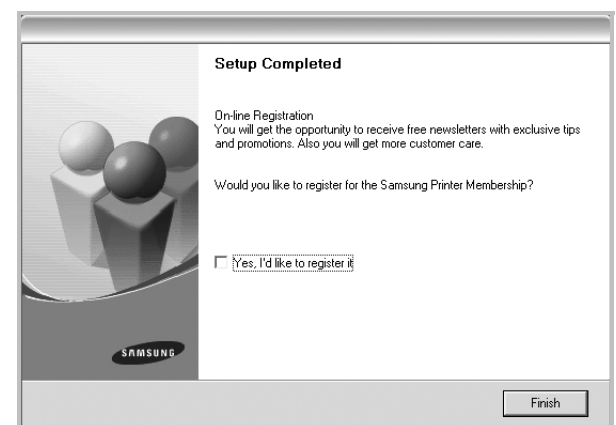 Setup Completed
On-line Registration
You will get the opportunity to receive free newsletters with exclusive tips
and promotions. Also you will get more customer care.
Would you like to register for the Samsung Printer Membership?
Yes, I'd like to register it
SAMSUNG
Finish